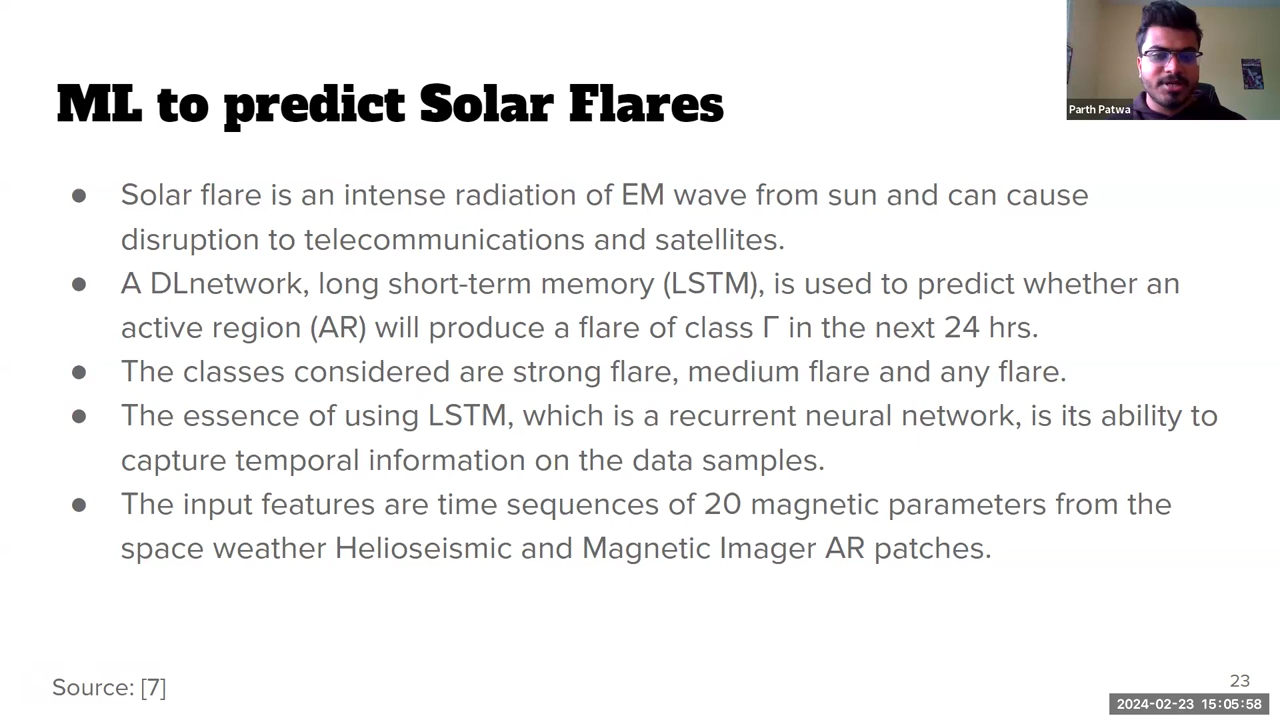 ML to predict Solar Flares
Parth Patwa
● Solar flare is an intense radiation of EM wave from sun and can cause
disruption to telecommunications and satellites.
● A DLnetwork, long short-term memory (LSTM), is used to predict whether an
active region (AR) will produce a flare of class Γ in the next 24 hrs.
● The classes considered are strong flare, medium flare and any flare.
● The essence of using LSTM, which is a recurrent neural network, is its ability to
capture temporal information on the data samples.
● The input features are time sequences of 20 magnetic parameters from the
space weather Helioseismic and Magnetic Imager AR patches.
Source: [7]
23
2024-02-23 15:05:58